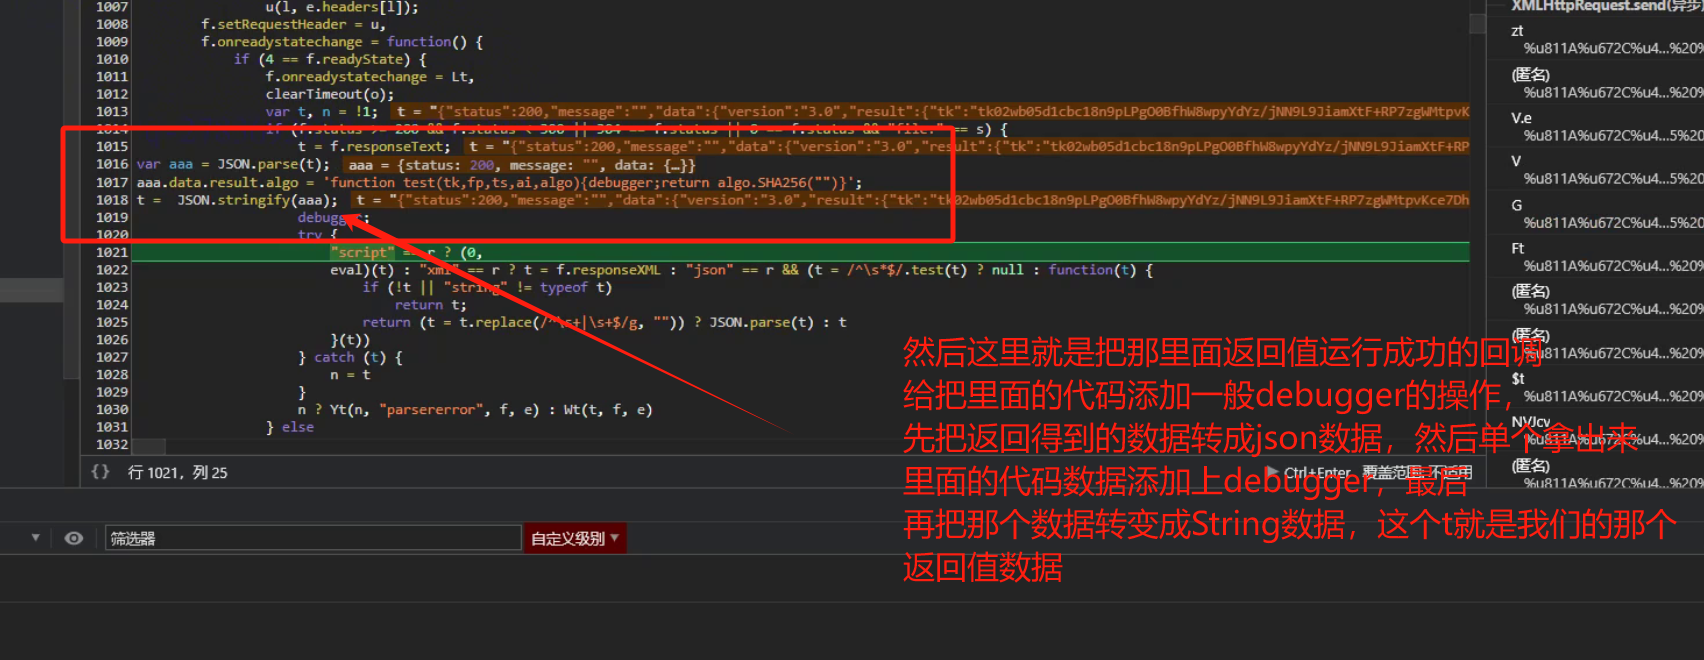 1007 u(l, e.headers[l]);
1008 f.setRequestHeader = u,
1009 f.onreadystatechange = function() {
1010 if (4 == f.readyState) {
1011 f.onreadystatechange = Lt,
1012 clearTimeout(o);
1013 var t, n = !1; t = "{"status":200,"message":"","data":{"version":"3.0","result":{"tk":"tk02wb05d1cbc18n9pLPgO0BfhW8wpyYdYz/jNN9L9JiamXtF+RP7zgWMtpvK
1014 if (f.status >= 200 && f.status < 300 || 304 == f.status || 0 == f.status && "file:" == s) {
1015 t = f.responseText; t = "{"status":200,"message":"","data":{"version":"3.0","result":{"tk":"tk02wb05d1cbc18n9pLPgO0BfhW8wpyYdYz/jNN9L9JiamXtF+RP
1016 var aaa = JSON.parse(t); aaa = {status: 200, message: "", data: {…}}
1017 aaa.data.result.algo = 'function test(tk,fp,ts,ai,algo){debugger;return algo.SHA256("")}';
1018 t = JSON.stringify(aaa); t = "{"status":200,"message":"","data":{"version":"3.0","result":{"tk":"tk02wb05d1cbc18n9pLPgO0BfhW8wpyYdYz/jNN9L9JiamXtF+RP7zgWMtpvKce7Dh
1019 debugger;
1020 try {
1021 "script" == r ? (0,
1022 eval)(t) : "xml" == r ? t = f.responseXML : "json" == r && (t = /^\s*$/.test(t) ? null : function(t) {
1023 if (!t || "string" != typeof t)
1024 return t;
1025 return (t = t.replace(/^\s+|\s+$/g, "")) ? JSON.parse(t) : t
1026 }(t))
1027 } catch (t) {
1028 n = t
1029 }
1030 n ? Yt(n, "parsererror", f, e) : Wt(t, f, e)
1031 } else
1032
{} 行 1021，列 25
Ctrl+Enter 覆盖范围: 不适用
筛选器
自定义级别
XMLHttpRequest.send(异步)
zt
%u811A%u672C%u4...%20%
(匿名)
%u811A%u672C%u4...%20%
V.e
%u811A%u672C%u4...5%20
V
%u811A%u672C%u4...5%20
G
%u811A%u672C%u4...5%20
Ft
%u811A%u672C%u4...%20%
(匿名)
%u811A%u672C%u4...%20%
(匿名)
%u811A%u672C%u4...%20%
$t
%u811A%u672C%u4...%20%
NVJcv
%u811A%u672C%u4...%20%
(匿名)
%u811A%u672C%u4...%20%
然后这里就是把那里面返回值运行成功的回调
给把里面的代码添加一般debugger的操作，
先把返回得到的数据转成json数据，然后单个拿出来
里面的代码数据添加上debugger，最后
再把那个数据转变成String数据，这个t就是我们的那个
返回值数据